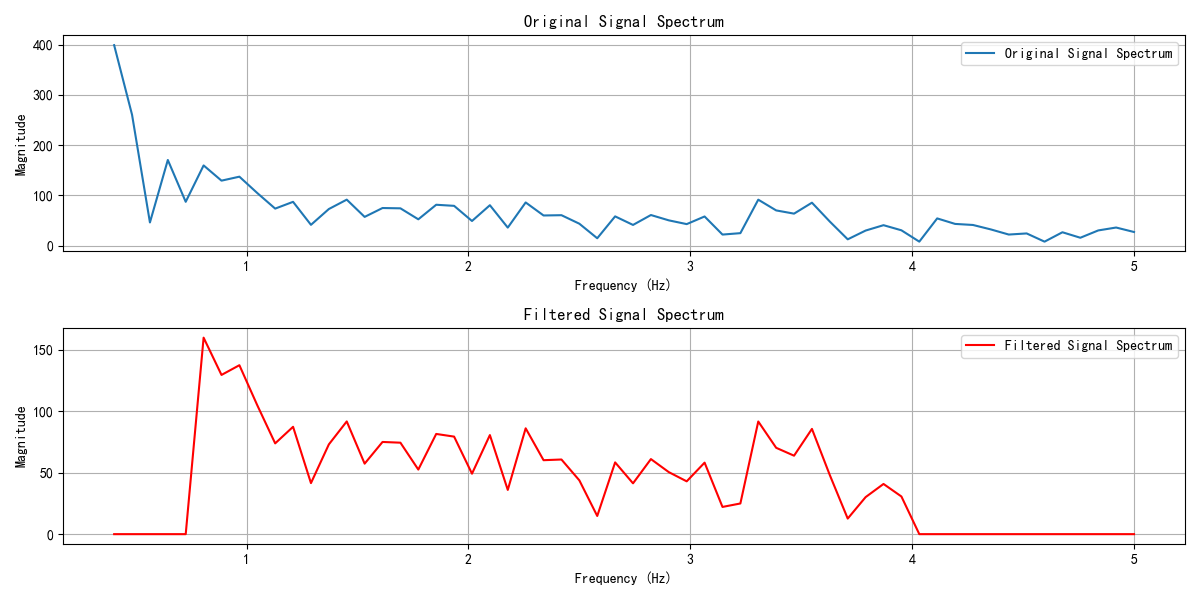 Original Signal Spectrum
Original Signal Spectrum
Magnitude
400
300
200
100
0
1
2
3
4
5
Frequency (Hz)
Filtered Signal Spectrum
Filtered Signal Spectrum
Magnitude
150
100
50
0
1
2
3
4
5
Frequency (Hz)